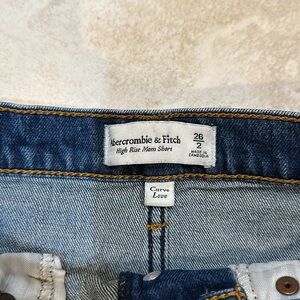 Abercrombie & Fitch
High Rise Mom Short
26
2
MADE IN
CAMBODIA
Curve
Love